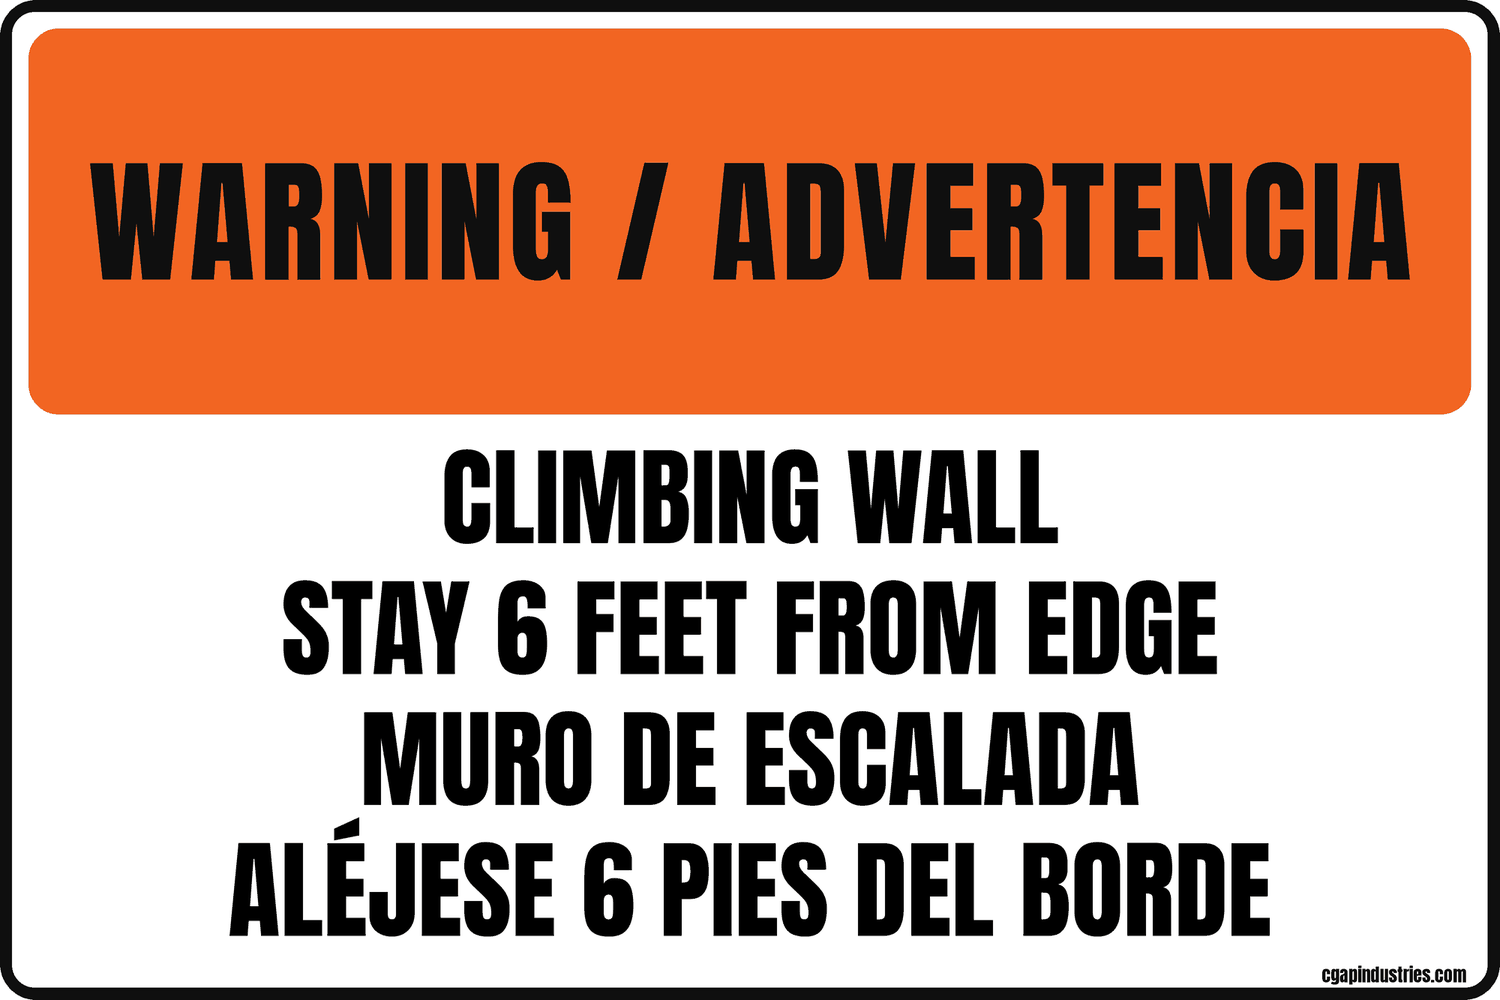 WARNING / ADVERTENCIA
CLIMBING WALL
STAY 6 FEET FROM EDGE
MURO DE ESCALADA
ALÉJESE 6 PIES DEL BORDE
cgapindustries.com